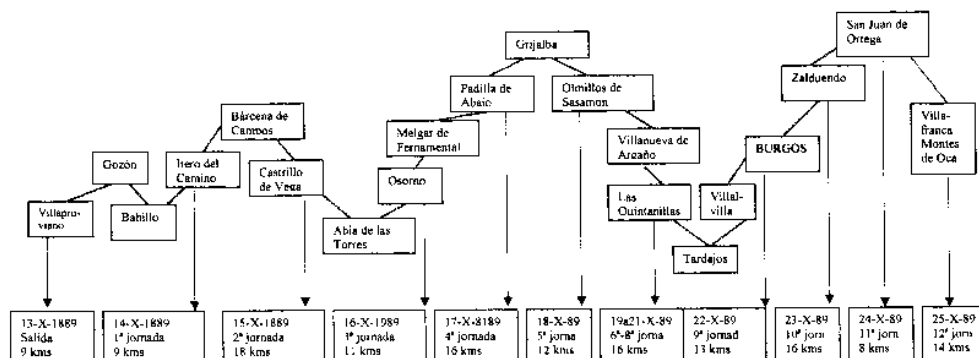 San Juan de
Ortega
Grijalba
Zalduendo
Padilla de
Abajo
Olmillos de
Sasamon
Bárcena de
Campos
Melgar de
Fernamental
Villanueva de
Argaño
BURGOS
Villa-
franca
Montes
de Oca
Gozón
Itero del
Camino
Castrillo
de Vega
Osorno
Las
Quintanillas
Villal-
villa
Villapro-
viano
Bahillo
Abia de las
Torres
Tardajos
13-X-1889
Salida
9 kms
14-X-1889
1ª jornada
9 kms
15-X-1889
2ª jornada
18 kms
16-X-1989
jornada
kms
17-X-8189
4ª jornada
16 kms
18-X-89
5ª jorna
12 kms
19a21-X-89
6ª-8ª jorna
16 kms
22-X-89
9ª jornad
13 kms
23-X-89
10ª jorn
16 kms
24-X-89
11ª jorn
8 kms
25-X-89
12ª jorn
14 kms